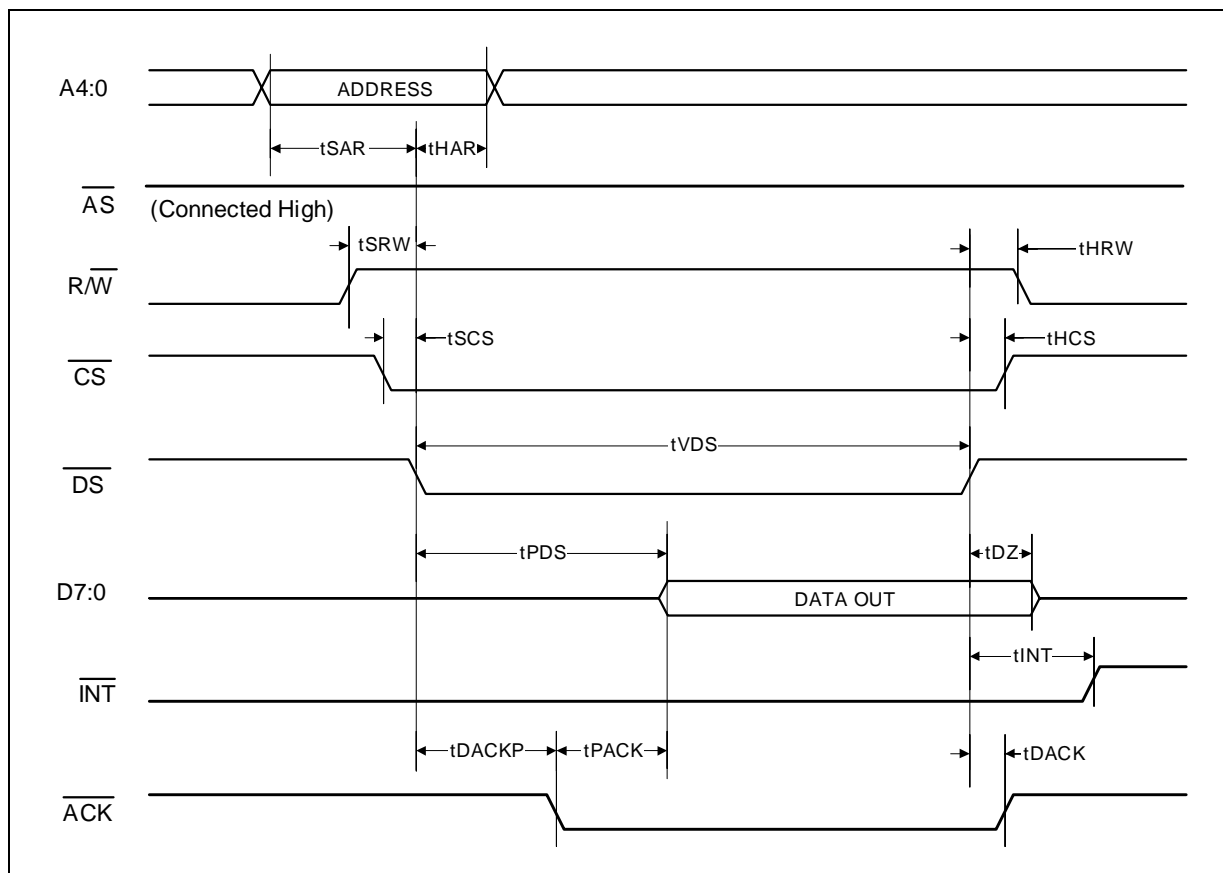 A4:0
ADDRESS
tSAR
tHAR
AS
(Connected High)
tSRW
tHRW
R/W
tSCS
tHCS
CS
tVDS
DS
tPDS
tDZ
D7:0
DATA OUT
tINT
INT
tDACKP
tPACK
tDACK
ACK